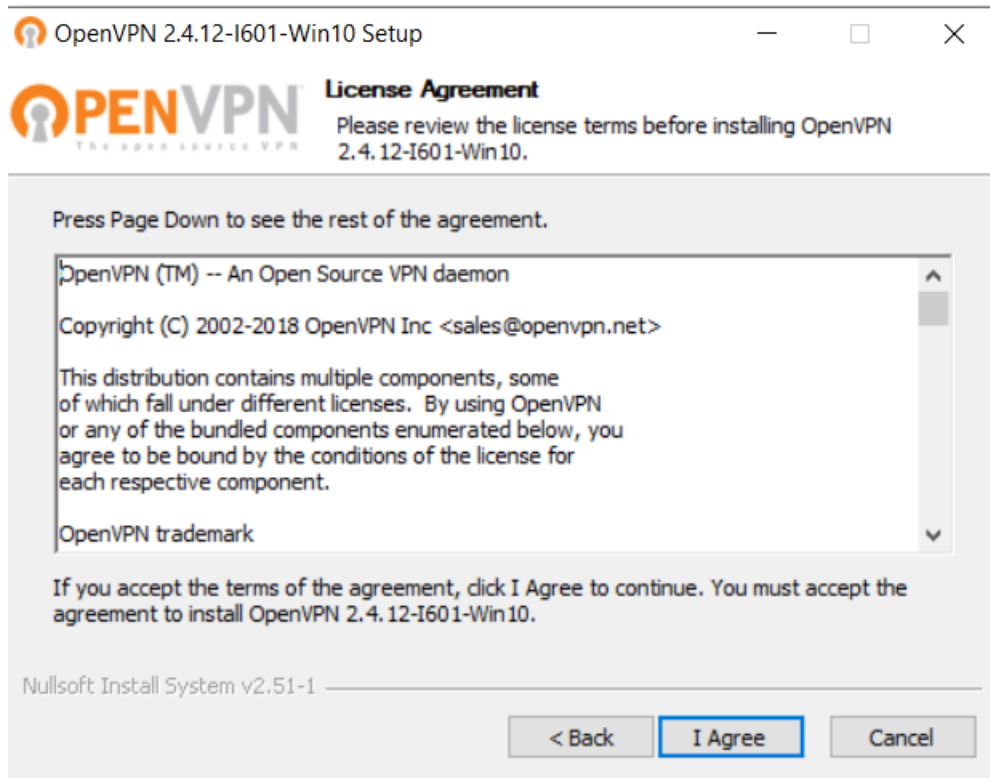 OpenVPN 2.4.12-I601-Win10 Setup
OPENVPN
The open source VPN
License Agreement
Please review the license terms before installing OpenVPN
2.4.12-I601-Win10.
Press Page Down to see the rest of the agreement.
OpenVPN (TM) -- An Open Source VPN daemon
Copyright (C) 2002-2018 OpenVPN Inc <sales@openvpn.net>
This distribution contains multiple components, some
of which fall under different licenses.  By using OpenVPN
or any of the bundled components enumerated below, you
agree to be bound by the conditions of the license for
each respective component.
OpenVPN trademark
If you accept the terms of the agreement, click I Agree to continue. You must accept the
agreement to install OpenVPN 2.4.12-I601-Win10.
Nullsoft Install System v2.51-1
< Back
I Agree
Cancel